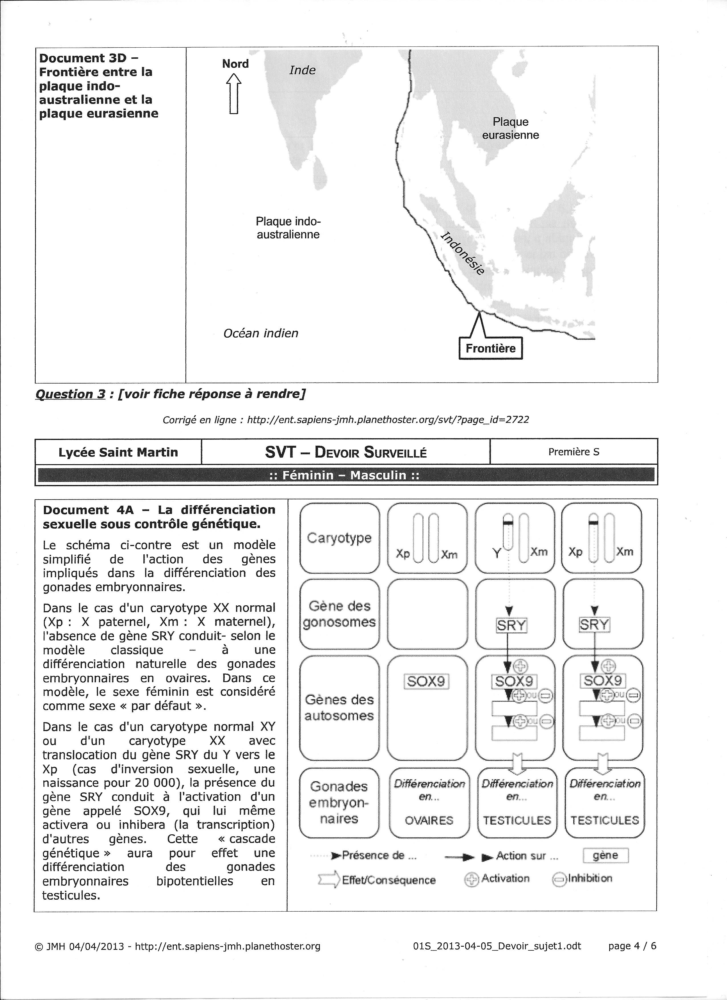 Document 3D –
Frontière entre la
plaque indo-
australienne et la
plaque eurasienne
Nord
Inde
Plaque
eurasienne
Plaque indo-
australienne
Indonésie
Océan indien
Frontière
Question 3 : [voir fiche réponse à rendre]
Corrigé en ligne : http://ent.sapiens-jmh.planethoster.org/svt/?page_id=2722
Lycée Saint Martin
SVT – DEVOIR SURVEILLÉ
Première S
:: Féminin – Masculin ::
Document 4A – La différenciation
sexuelle sous contrôle génétique.
Le schéma ci-contre est un modèle
simplifié de l'action des gènes
impliqués dans la différenciation des
gonades embryonnaires.
Dans le cas d'un caryotype XX normal
(Xp : X paternel, Xm : X maternel),
l'absence de gène SRY conduit- selon le
modèle classique – à une
différenciation naturelle des gonades
embryonnaires en ovaires. Dans ce
modèle, le sexe féminin est considéré
comme sexe « par défaut ».
Dans le cas d'un caryotype normal XY
ou d'un caryotype XX avec
translocation du gène SRY du Y vers le
Xp (cas d'inversion sexuelle, une
naissance pour 20 000), la présence du
gène SRY conduit à l'activation d'un
gène appelé SOX9, qui lui même
activera ou inhibera (la transcription)
d'autres gènes. Cette « cascade
génétique » aura pour effet une
différenciation des gonades
embryonnaires bipotentielles en
testicules.
Caryotype
Xp Xm
Y Xm
Xp Xm
Gène des
gonosomes
SRY
SRY
Gènes des
autosomes
SOX9
SOX9
ou
ou
SOX9
ou
ou
Gonades
embryon-
naires
Différenciation
en...
OVAIRES
Différenciation
en...
TESTICULES
Différenciation
en...
TESTICULES
Présence de ...
Action sur ...
gène
Effet/Conséquence
Activation
Inhibition
© JMH 04/04/2013 - http://ent.sapiens-jmh.planethoster.org
01S_2013-04-05_Devoir_sujet1.odt
page 4 / 6